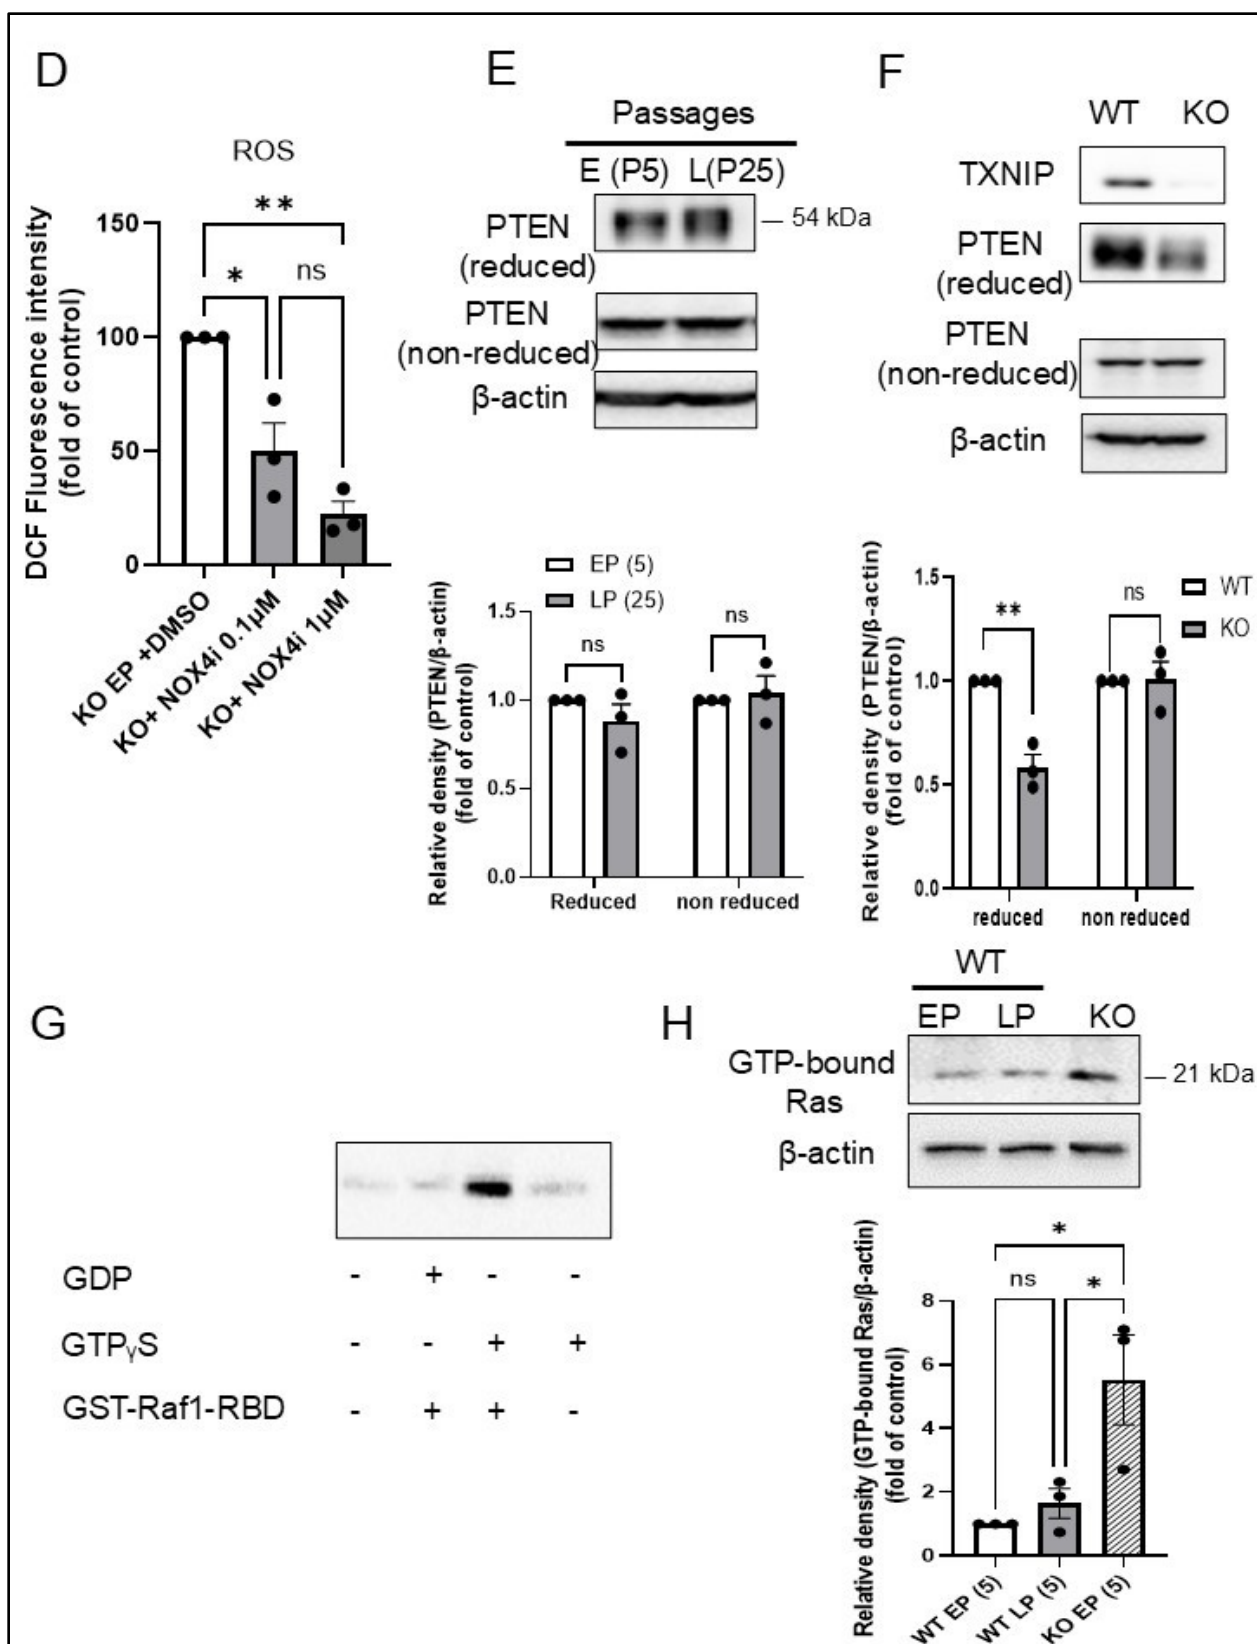 D
ROS
**
*
ns
150
100
50
0
DCF Fluorescence intensity
(fold of control)
KO EP +DMSO
KO+ NOX4i 0.1µM
KO+ NOX4i 1µM
E
Passages
E (P5) L(P25)
PTEN
(reduced)
— 54 kDa
PTEN
(non-reduced)
β-actin
EP (5)
LP (25)
ns
ns
1.5
1.0
0.5
0.0
Relative density (PTEN/β-actin)
(fold of control)
Reduced
non reduced
F
WT KO
TXNIP
PTEN
(reduced)
PTEN
(non-reduced)
β-actin
WT
KO
**
ns
1.5
1.0
0.5
0.0
Relative density (PTEN/β-actin)
(fold of control)
reduced
non reduced
G
GDP - + - -
GTPγS - - + +
GST-Raf1-RBD - + + -
H
WT
EP LP KO
GTP-bound
Ras
— 21 kDa
β-actin
*
ns
*
8
6
4
2
0
Relative density (GTP-bound Ras/β-actin)
(fold of control)
WT EP (5)
WT LP (5)
KO EP (5)